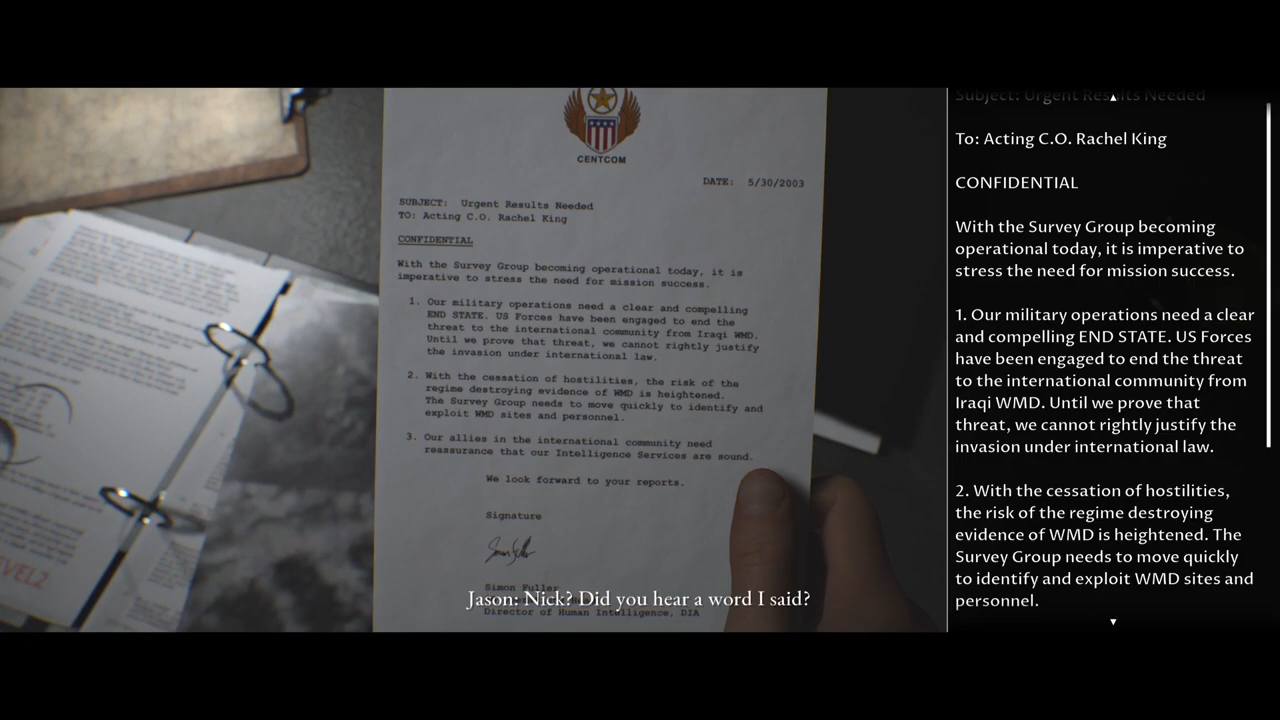 CENTCOM
DATE: 5/30/2003
SUBJECT: Urgent Results Needed
TO: Acting C.O. Rachel King
CONFIDENTIAL
With the Survey Group becoming operational today, it is
imperative to stress the need for mission success.
1. Our military operations need a clear and compelling
END STATE. US Forces have been engaged to end the
threat to the international community from Iraqi WMD.
Until we prove that threat, we cannot rightly justify
the invasion under international law.
2. With the cessation of hostilities, the risk of the
regime destroying evidence of WMD is heightened.
The Survey Group needs to move quickly to identify and
exploit WMD sites and personnel.
3. Our allies in the international community need
reassurance that our Intelligence Services are sound.
We look forward to your reports.
Signature
Simon Fuller
Director of Human Intelligence, DIA
Jason: Nick? Did you hear a word I said?
Subject: Urgent Results Needed
To: Acting C.O. Rachel King
CONFIDENTIAL
With the Survey Group becoming
operational today, it is imperative to
stress the need for mission success.
1. Our military operations need a clear
and compelling END STATE. US Forces
have been engaged to end the threat
to the international community from
Iraqi WMD. Until we prove that
threat, we cannot rightly justify the
invasion under international law.
2. With the cessation of hostilities,
the risk of the regime destroying
evidence of WMD is heightened. The
Survey Group needs to move quickly
to identify and exploit WMD sites and
personnel.